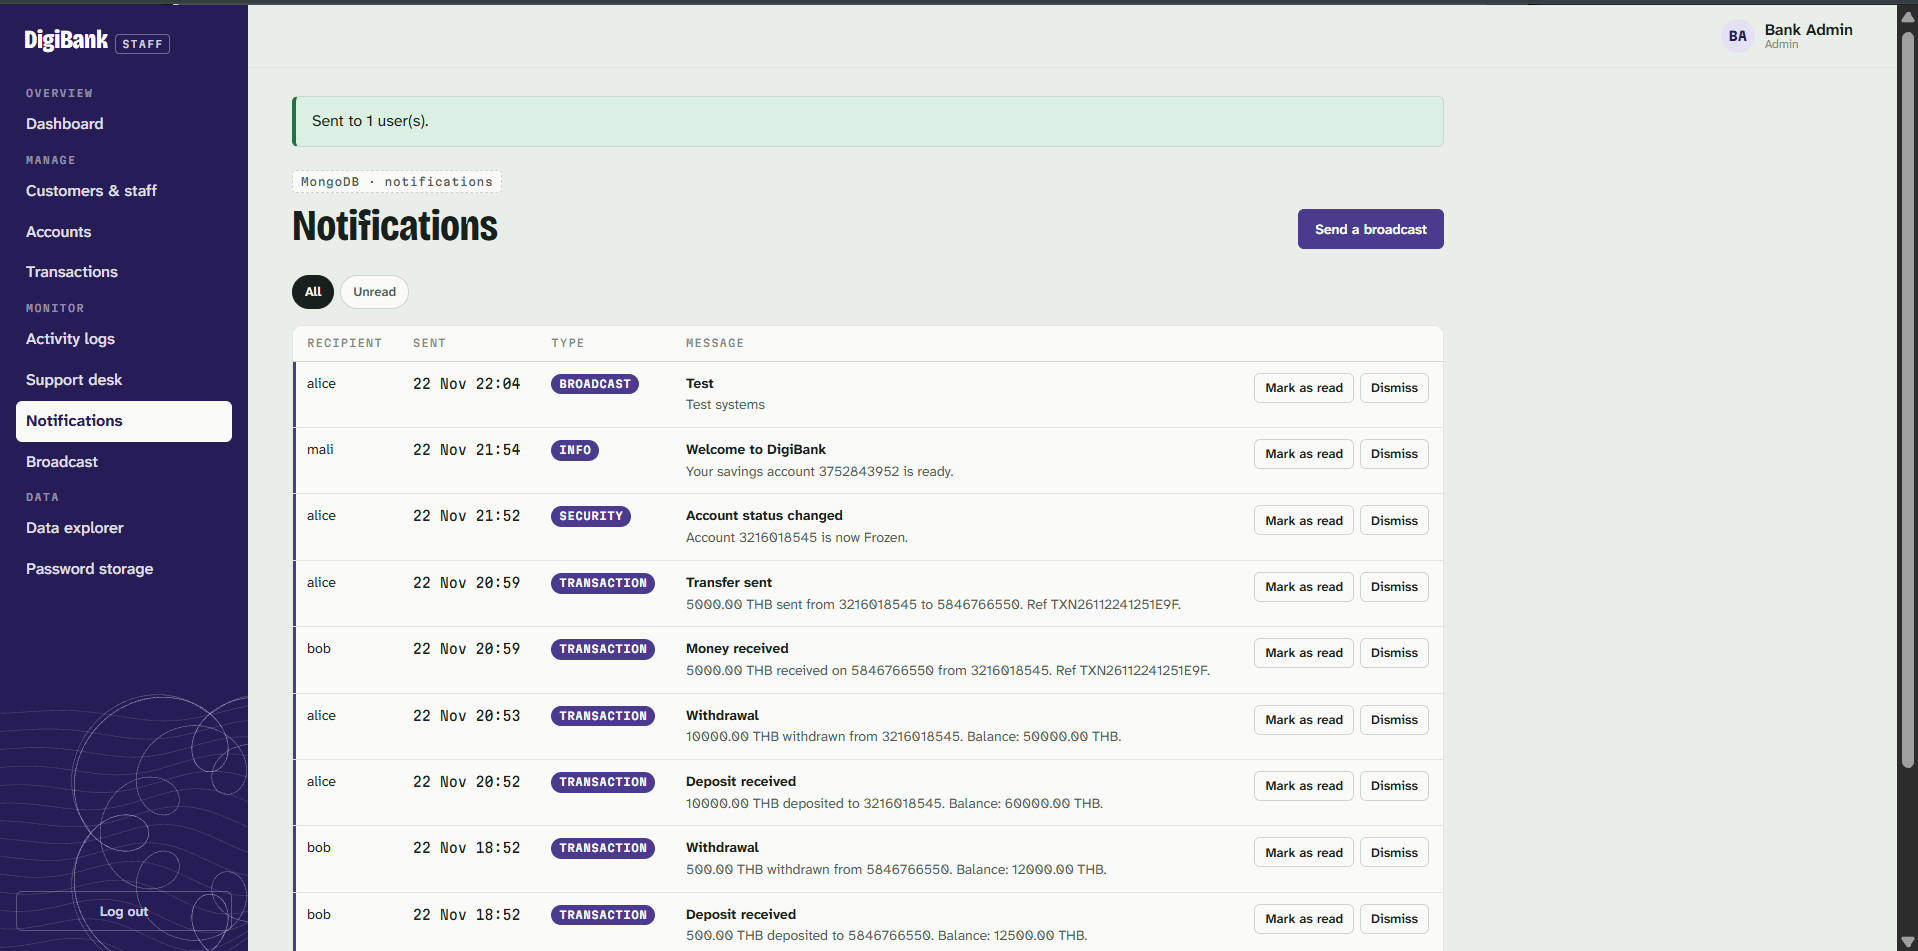 DigiBank STAFF
OVERVIEW
Dashboard
MANAGE
Customers & staff
Accounts
Transactions
MONITOR
Activity logs
Support desk
Notifications
Broadcast
DATA
Data explorer
Password storage
Log out
BA Bank Admin
Admin
Sent to 1 user(s).
MongoDB · notifications
Notifications
Send a broadcast
All Unread
RECIPIENT SENT TYPE MESSAGE
alice 22 Nov 22:04 BROADCAST Test Mark as read Dismiss
Test systems
mali 22 Nov 21:54 INFO Welcome to DigiBank Mark as read Dismiss
Your savings account 3752843952 is ready.
alice 22 Nov 21:52 SECURITY Account status changed Mark as read Dismiss
Account 3216018545 is now Frozen.
alice 22 Nov 20:59 TRANSACTION Transfer sent Mark as read Dismiss
5000.00 THB sent from 3216018545 to 5846766550. Ref TXN26112241251E9F.
bob 22 Nov 20:59 TRANSACTION Money received Mark as read Dismiss
5000.00 THB received on 5846766550 from 3216018545. Ref TXN26112241251E9F.
alice 22 Nov 20:53 TRANSACTION Withdrawal Mark as read Dismiss
10000.00 THB withdrawn from 3216018545. Balance: 50000.00 THB.
alice 22 Nov 20:52 TRANSACTION Deposit received Mark as read Dismiss
10000.00 THB deposited to 3216018545. Balance: 60000.00 THB.
bob 22 Nov 18:52 TRANSACTION Withdrawal Mark as read Dismiss
500.00 THB withdrawn from 5846766550. Balance: 12000.00 THB.
bob 22 Nov 18:52 TRANSACTION Deposit received Mark as read Dismiss
500.00 THB deposited to 5846766550. Balance: 12500.00 THB.